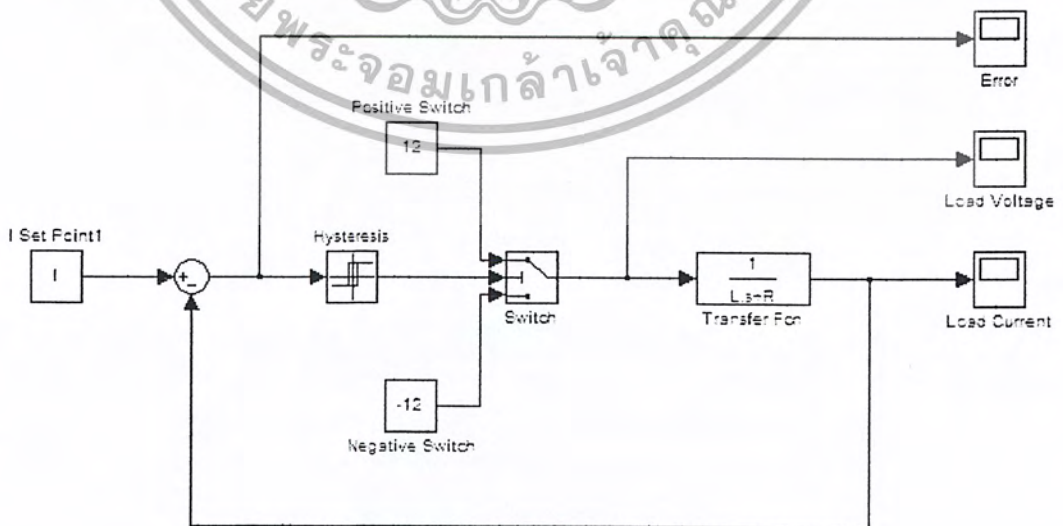 พระจอมเกล้าเจ้าคุณ
Error
Positive Switch
12
Load Voltage
I Set Point1
I
+
-
Hysteresis
Switch
1
L.s+R
Transfer Fcn
Load Current
-12
Negative Switch